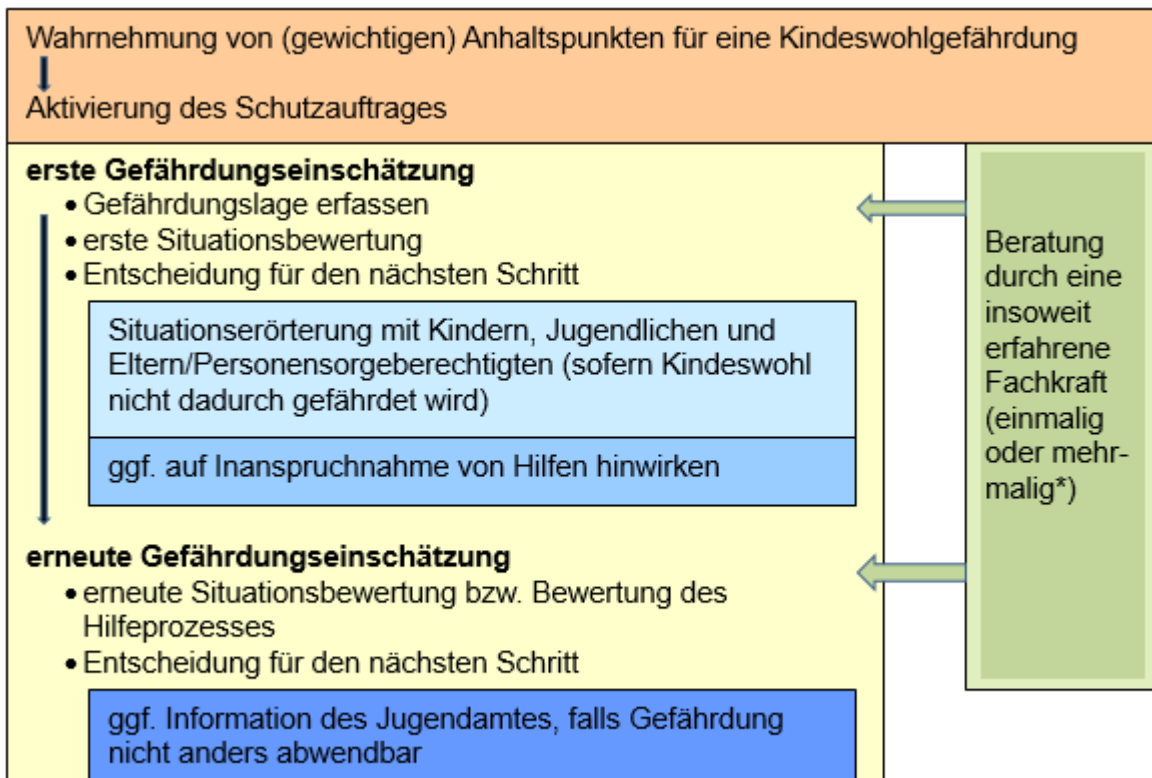 Wahrnehmung von (gewichtigen) Anhaltspunkten für eine Kindeswohlgefährdung
Aktivierung des Schutzauftrages
erste Gefährdungseinschätzung
• Gefährdungslage erfassen
• erste Situationsbewertung
• Entscheidung für den nächsten Schritt
Situationserörterung mit Kindern, Jugendlichen und
Eltern/Personensorgeberechtigten (sofern Kindeswohl
nicht dadurch gefährdet wird)
ggf. auf Inanspruchnahme von Hilfen hinwirken
erneute Gefährdungseinschätzung
• erneute Situationsbewertung bzw. Bewertung des
Hilfeprozesses
• Entscheidung für den nächsten Schritt
ggf. Information des Jugendamtes, falls Gefährdung
nicht anders abwendbar
Beratung
durch eine
insoweit
erfahrene
Fachkraft
(einmalig
oder mehr-
malig*)